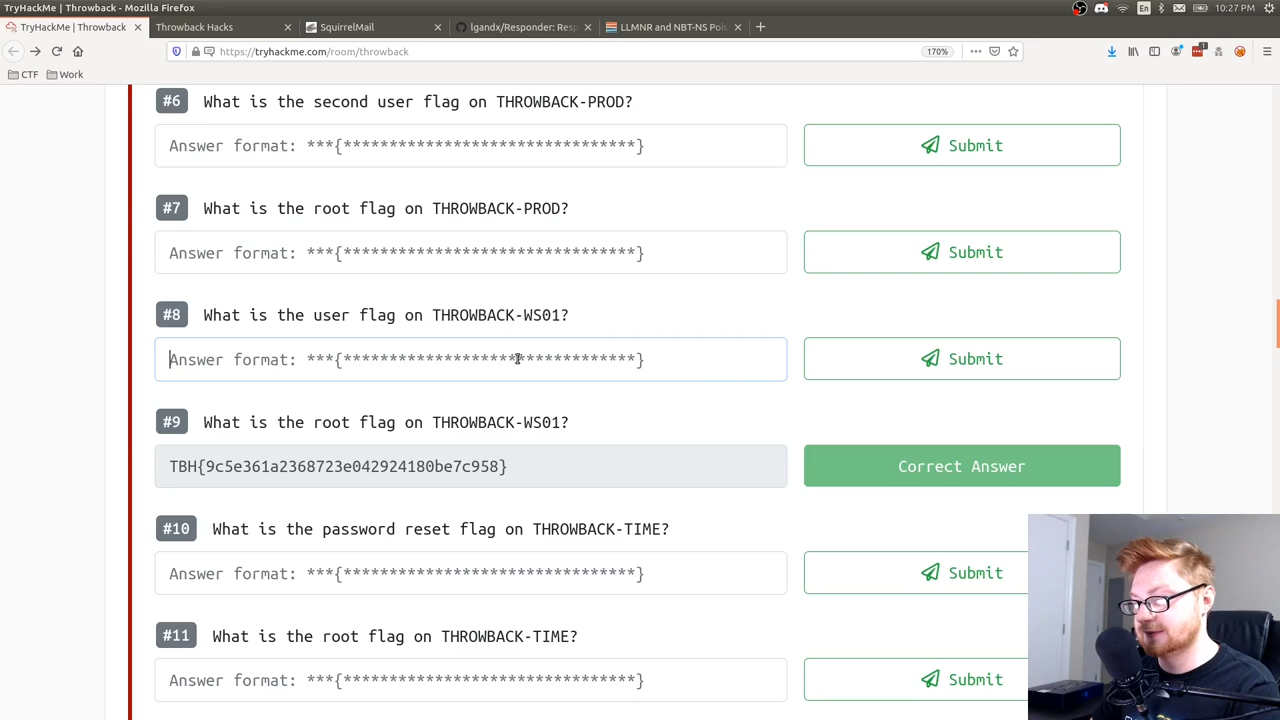 TryHackMe | Throwback - Mozilla Firefox
En
10:27 PM
TryHackMe | Throwback
Throwback Hacks
SquirrelMail
lgandx/Responder: Resp
LLMNR and NBT-NS Pois
https://tryhackme.com/room/throwback
170%
CTF
Work
#6 What is the second user flag on THROWBACK-PROD?
Answer format: ***{********************************}
Submit
#7 What is the root flag on THROWBACK-PROD?
Answer format: ***{********************************}
Submit
#8 What is the user flag on THROWBACK-WS01?
Answer format: ***{********************************}
Submit
#9 What is the root flag on THROWBACK-WS01?
TBH{9c5e361a2368723e042924180be7c958}
Correct Answer
#10 What is the password reset flag on THROWBACK-TIME?
Answer format: ***{********************************}
Submit
#11 What is the root flag on THROWBACK-TIME?
Answer format: ***{********************************}
Submit